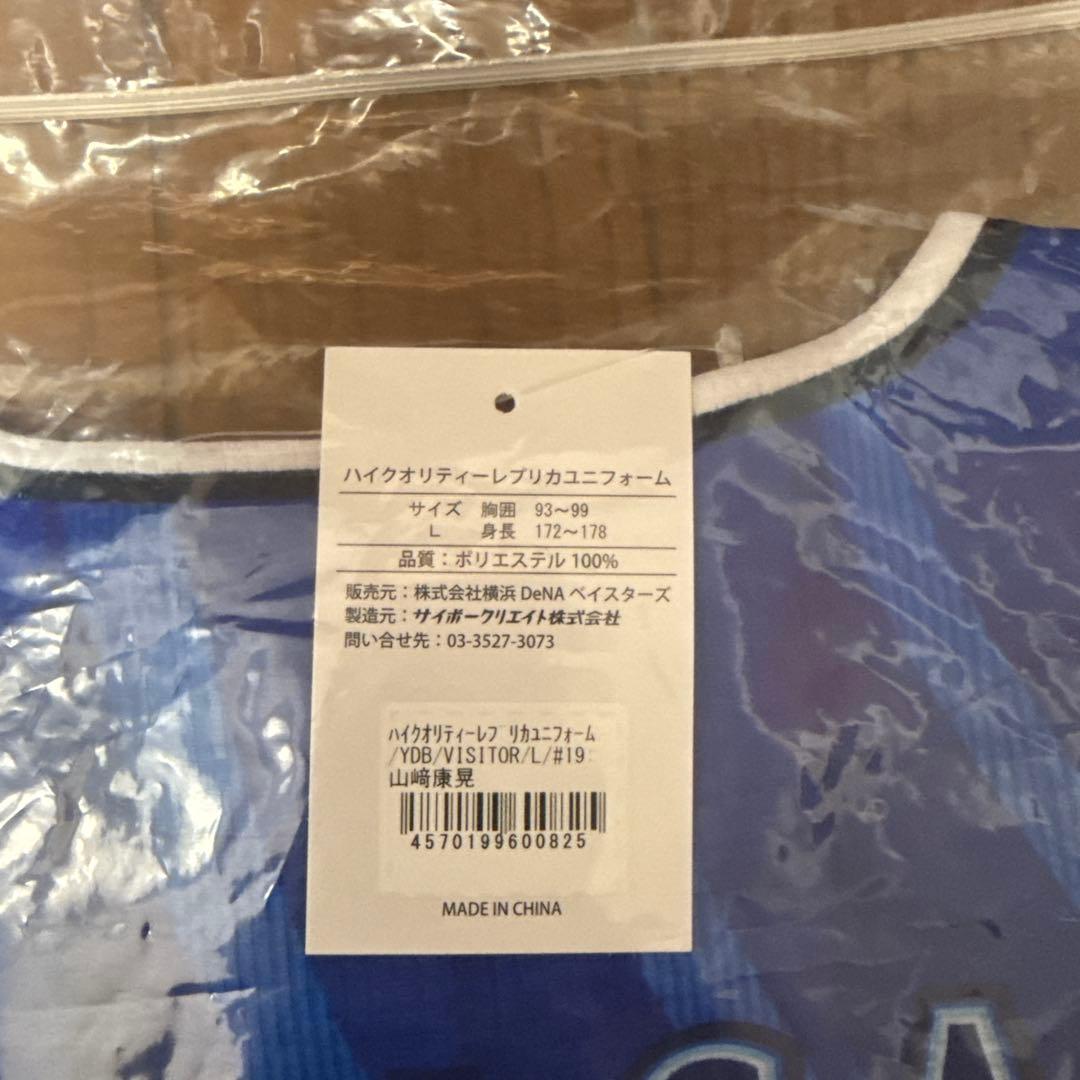 ハイクオリティーレプリカユニフォーム
サイズ 胸囲 93〜99
L 身長 172〜178
品質：ポリエステル 100%
販売元：株式会社横浜 DeNA ベイスターズ
製造元：サイボークリエイト株式会社
問い合せ先：03-3527-3073
ﾊｲｸｵﾘﾃｨｰﾚﾌﾟﾘｶﾕﾆﾌｫｰﾑ
/YDB/VISITOR/L/#19:
山﨑康晃
4570199600825
MADE IN CHINA